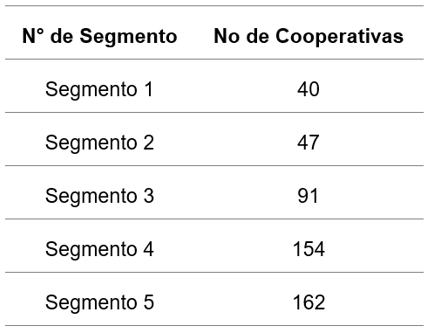 N° de Segmento No de Cooperativas
Segmento 1 40
Segmento 2 47
Segmento 3 91
Segmento 4 154
Segmento 5 162